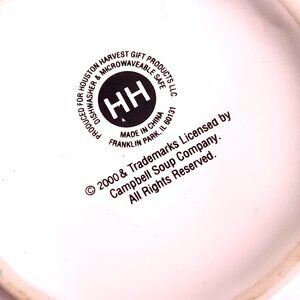 PRODUCED FOR HOUSTON HARVEST GIFT PRODUCTS LLC
DISHWASHER & MICROWAVEABLE SAFE
HH
MADE IN CHINA
FRANKLIN PARK, IL 60131
© 2000 & Trademarks Licensed by
Campbell Soup Company.
All Rights Reserved.